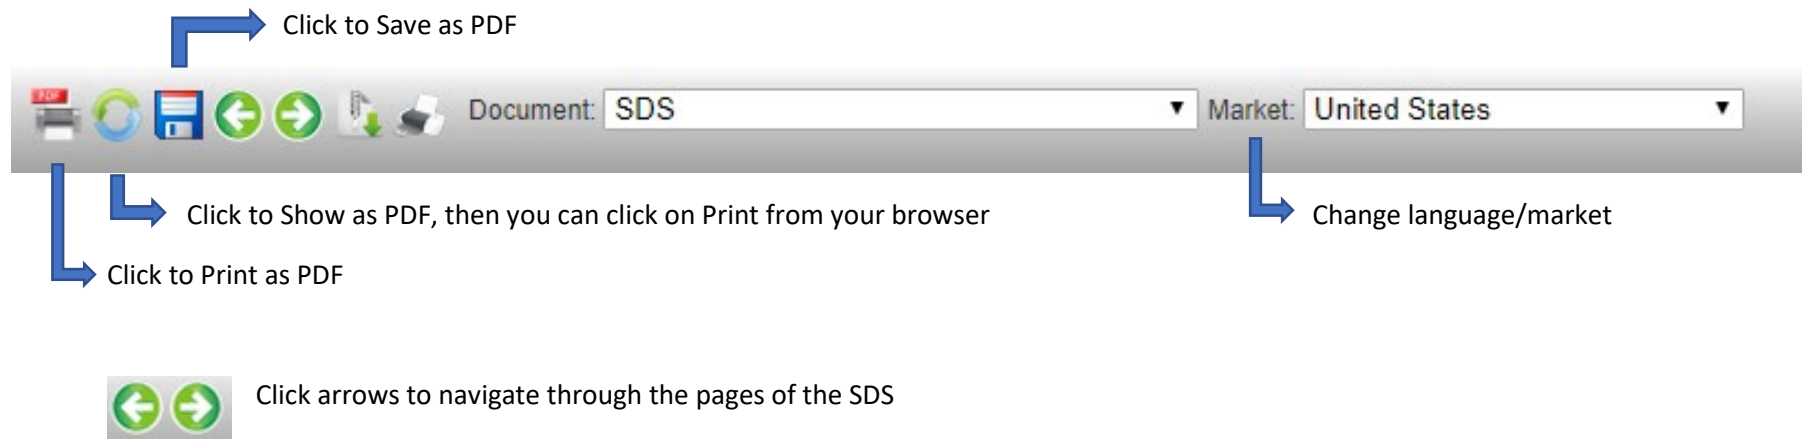 Click to Save as PDF
PDF
Document: SDS Market: United States
Click to Show as PDF, then you can click on Print from your browser
Change language/market
Click to Print as PDF
Click arrows to navigate through the pages of the SDS